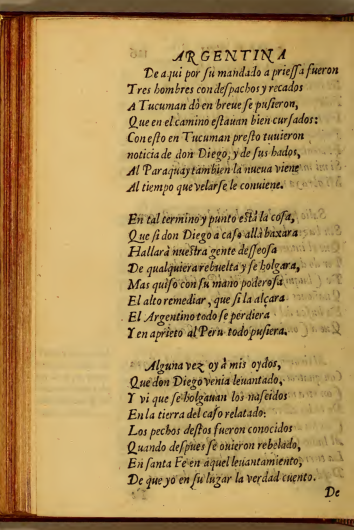 ARGENTINA
De aqui por ſu mandado a prieſſa fueron
Tres hombres con deſpachos y recados
A Tucuman dò en breue ſe puſieron,
Que en el camino eſtauan bien curſados:
Con eſto en Tucuman preſto tuuieron
noticia de don Diego, y de ſus hados,
Al Paraquay tambien la nueua viene
Al tiempo que velarſe le conuiene.
En tal termino y punto eſtà la coſa,
Que ſi don Diego a caſo allà baxara
Hallarà nueſtra gente deſſeoſa
De qualquiera rebuelta y ſe holgara,
Mas quiſo con ſu mano poderoſa
El alto remediar, que ſi la alçara
El Argentino todo ſe perdiera
Y en aprieto al Peru todo puſiera.
Alguna vez oy à mis oydos,
Que don Diego venia leuantado,
Y vi que ſe holgauan los naſcidos
En la tierra del caſo relatado:
Los pechos deſtos fueron conocidos
Quando deſpues ſe ouieron rebelado,
En ſanta Fe en aquel leuantamiento,
De que yo en ſu lugar la verdad cuento.
De